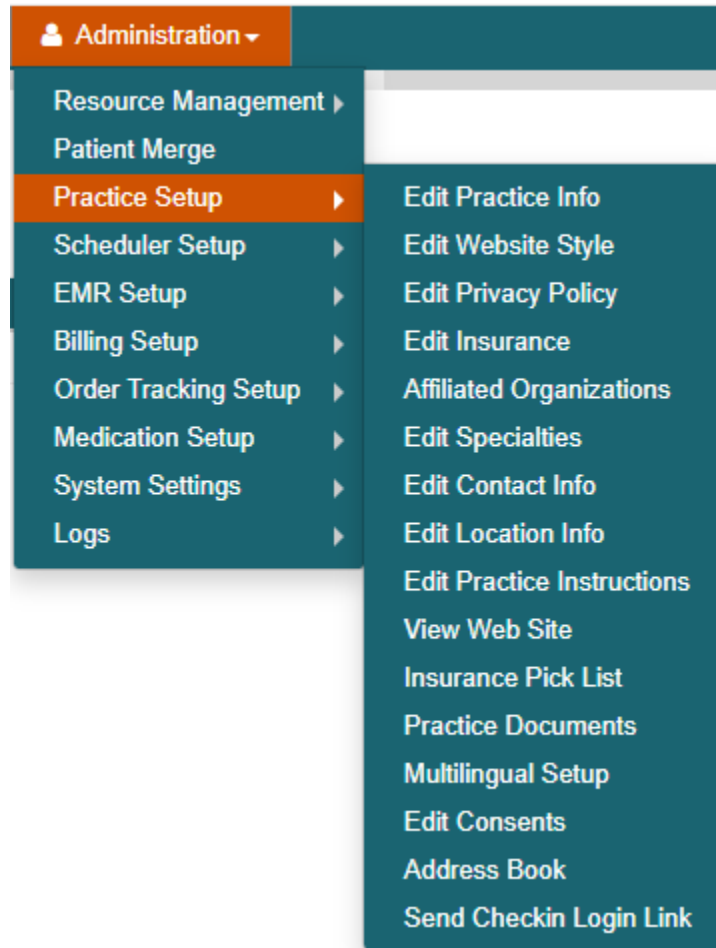 Administration
Resource Management
Patient Merge
Practice Setup
Scheduler Setup
EMR Setup
Billing Setup
Order Tracking Setup
Medication Setup
System Settings
Logs
Edit Practice Info
Edit Website Style
Edit Privacy Policy
Edit Insurance
Affiliated Organizations
Edit Specialties
Edit Contact Info
Edit Location Info
Edit Practice Instructions
View Web Site
Insurance Pick List
Practice Documents
Multilingual Setup
Edit Consents
Address Book
Send Checkin Login Link